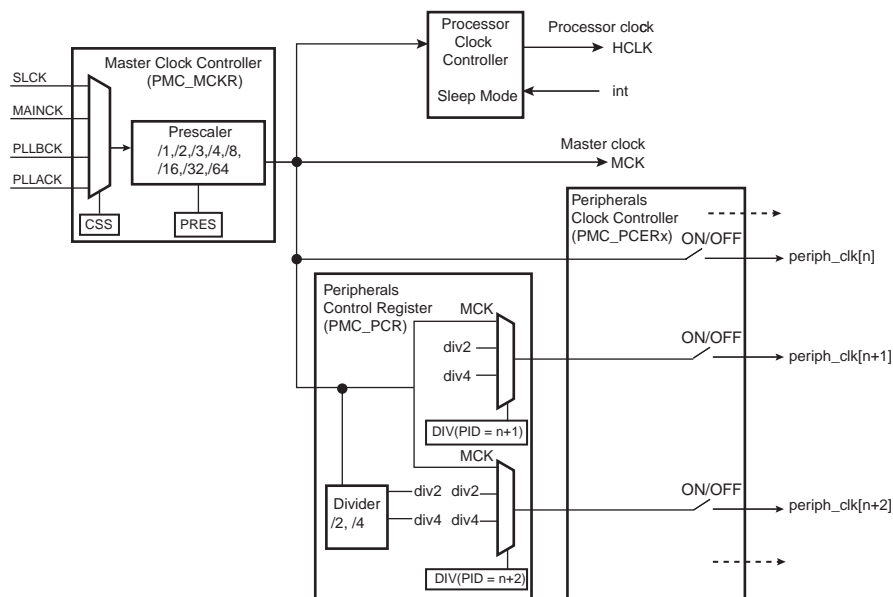 Master Clock Controller
(PMC_MCKR)
SLCK
MAINCK
PLLBCK
PLLACK
Prescaler
/1,/2,/3,/4,/8,
/16,/32,/64
CSS
PRES
Processor
Clock
Controller
Sleep Mode
Processor clock
HCLK
int
Master clock
MCK
Peripherals
Clock Controller
(PMC_PCERx)
ON/OFF
periph_clk[n]
Peripherals
Control Register
(PMC_PCR)
MCK
div2
div4
ON/OFF
periph_clk[n+1]
DIV(PID = n+1)
MCK
Divider
/2, /4
div2 div2
div4 div4
ON/OFF
periph_clk[n+2]
DIV(PID = n+2)